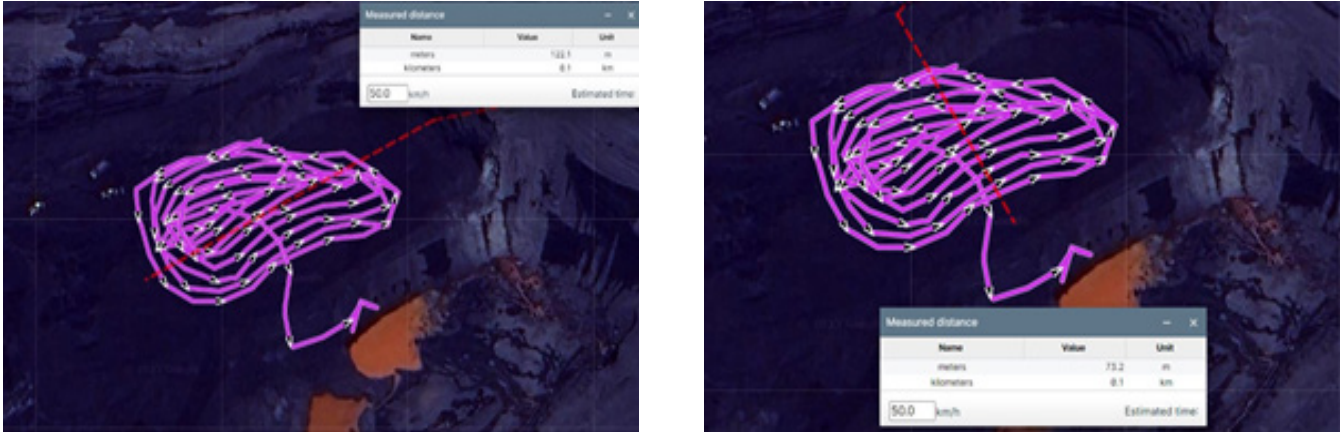 Measured distance
Name Value Unit
meters 122.1 m
kilometers 0.1 km
50.0 km/h Estimated time:
Measured distance
Name Value Unit
meters 73.2 m
kilometers 0.1 km
50.0 km/h Estimated time: